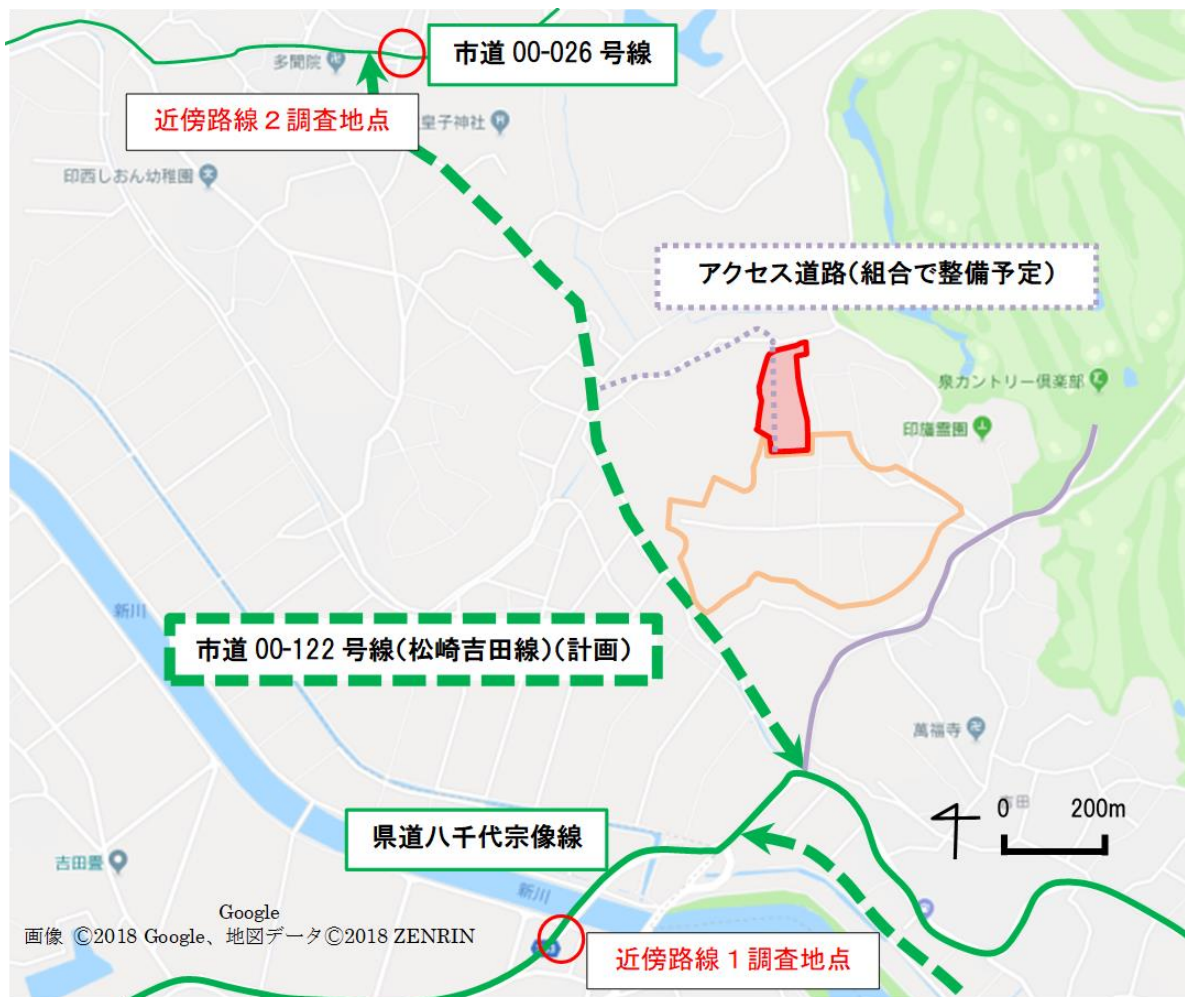 市道 00-026 号線
多聞院
近傍路線２調査地点
皇子神社
印西しおん幼稚園
アクセス道路（組合で整備予定）
泉カントリー倶楽部
印旛霊園
新川
市道 00-122 号線（松崎吉田線）（計画）
萬福寺
吉田
0 200m
県道八千代宗像線
吉田畳
新川
Google
画像 ©2018 Google、地図データ©2018 ZENRIN
近傍路線１調査地点